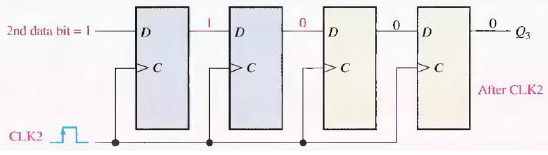 2nd data bit = 1
D 1 D 0 D 0 D 0 Q3
C C C C
After CLK2
CLK2